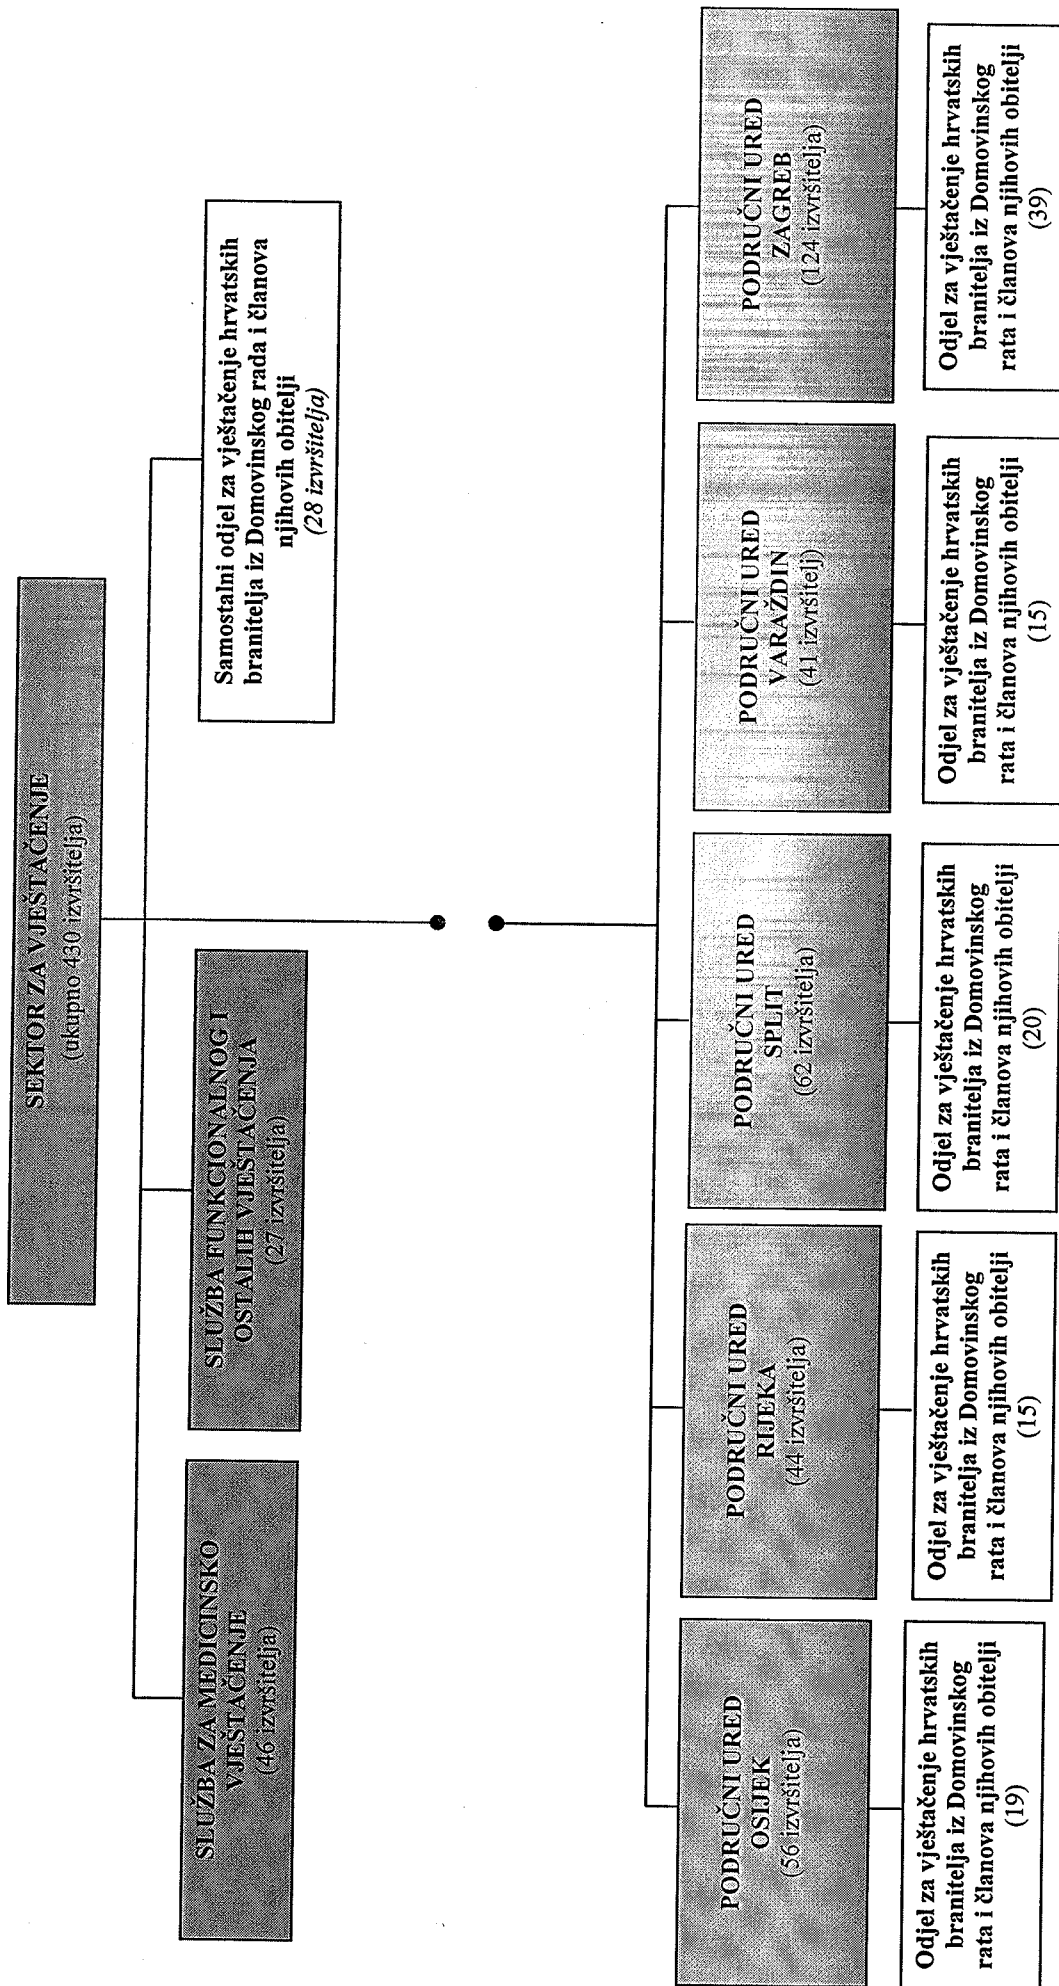 SEKTOR ZA VJEŠTAČENJE
(ukupno 430 izvršitelja)
SLUŽBA ZA MEDICINSKO
VJEŠTAČENJE
(46 izvršitelja)
SLUŽBA FUNKCIONALNOG I
OSTALIH VJEŠTAČENJA
(27 izvršitelja)
Samostalni odjel za vještačenje hrvatskih
branitelja iz Domovinskog rada i članova
njihovih obitelji
(28 izvršitelja)
PODRUČNI URED
OSIJEK
(56 izvršitelja)
PODRUČNI URED
RIJEKA
(44 izvršitelja)
PODRUČNI URED
SPLIT
(62 izvršitelja)
PODRUČNI URED
VARAŽDIN
(41 izvršitelj)
PODRUČNI URED
ZAGREB
(124 izvršitelja)
Odjel za vještačenje hrvatskih
branitelja iz Domovinskog
rata i članova njihovih obitelji
(19)
Odjel za vještačenje hrvatskih
branitelja iz Domovinskog
rata i članova njihovih obitelji
(15)
Odjel za vještačenje hrvatskih
branitelja iz Domovinskog
rata i članova njihovih obitelji
(20)
Odjel za vještačenje hrvatskih
branitelja iz Domovinskog
rata i članova njihovih obitelji
(15)
Odjel za vještačenje hrvatskih
branitelja iz Domovinskog
rata i članova njihovih obitelji
(39)